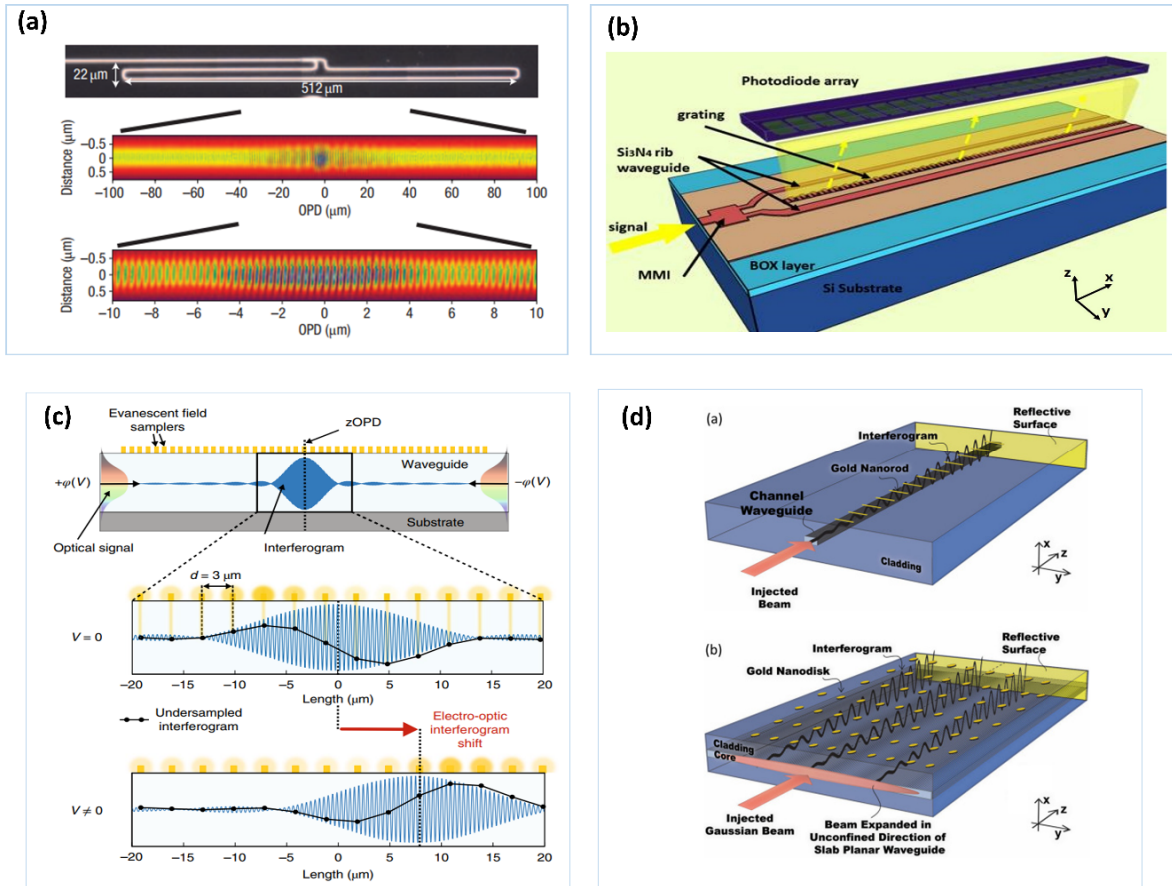 (a)
22 μm
512 μm
Distance (μm)
−0.5
0
0.5
−100 −80 −60 −40 −20 0 20 40 60 80 100
OPD (μm)
Distance (μm)
−0.5
0
0.5
−10 −8 −6 −4 −2 0 2 4 6 8 10
OPD (μm)
(b)
Photodiode array
grating
Si₃N₄ rib
waveguide
signal
MMI
BOX layer
Si Substrate
z
x
y
(c)
Evanescent field
samplers
zOPD
Waveguide
+φ(V)
−φ(V)
Substrate
Optical signal
Interferogram
d = 3 μm
V = 0
−20 −15 −10 −5 0 5 10 15 20
Length (μm)
Undersampled
interferogram
Electro-optic
interferogram
shift
V ≠ 0
−20 −15 −10 −5 0 5 10 15 20
Length (μm)
(d)
(a)
Reflective
Surface
Interferogram
Gold Nanorod
Channel
Waveguide
Cladding
Injected
Beam
x
z
y
(b)
Reflective
Surface
Interferogram
Gold Nanodisk
Cladding
Core
Injected
Gaussian Beam
Beam Expanded in
Unconfined Direction of
Slab Planar Waveguide
x
z
y